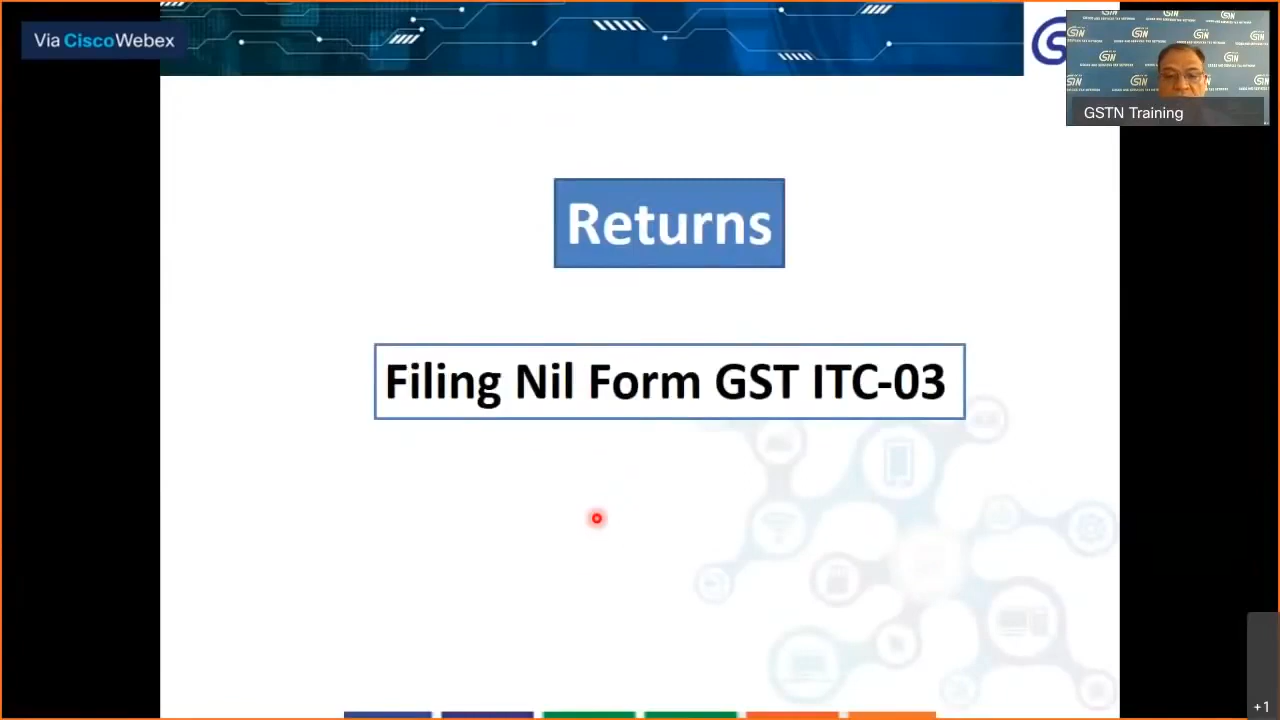 Via CiscoWebex
GSTN Training
Returns
Filing Nil Form GST ITC-03
+1